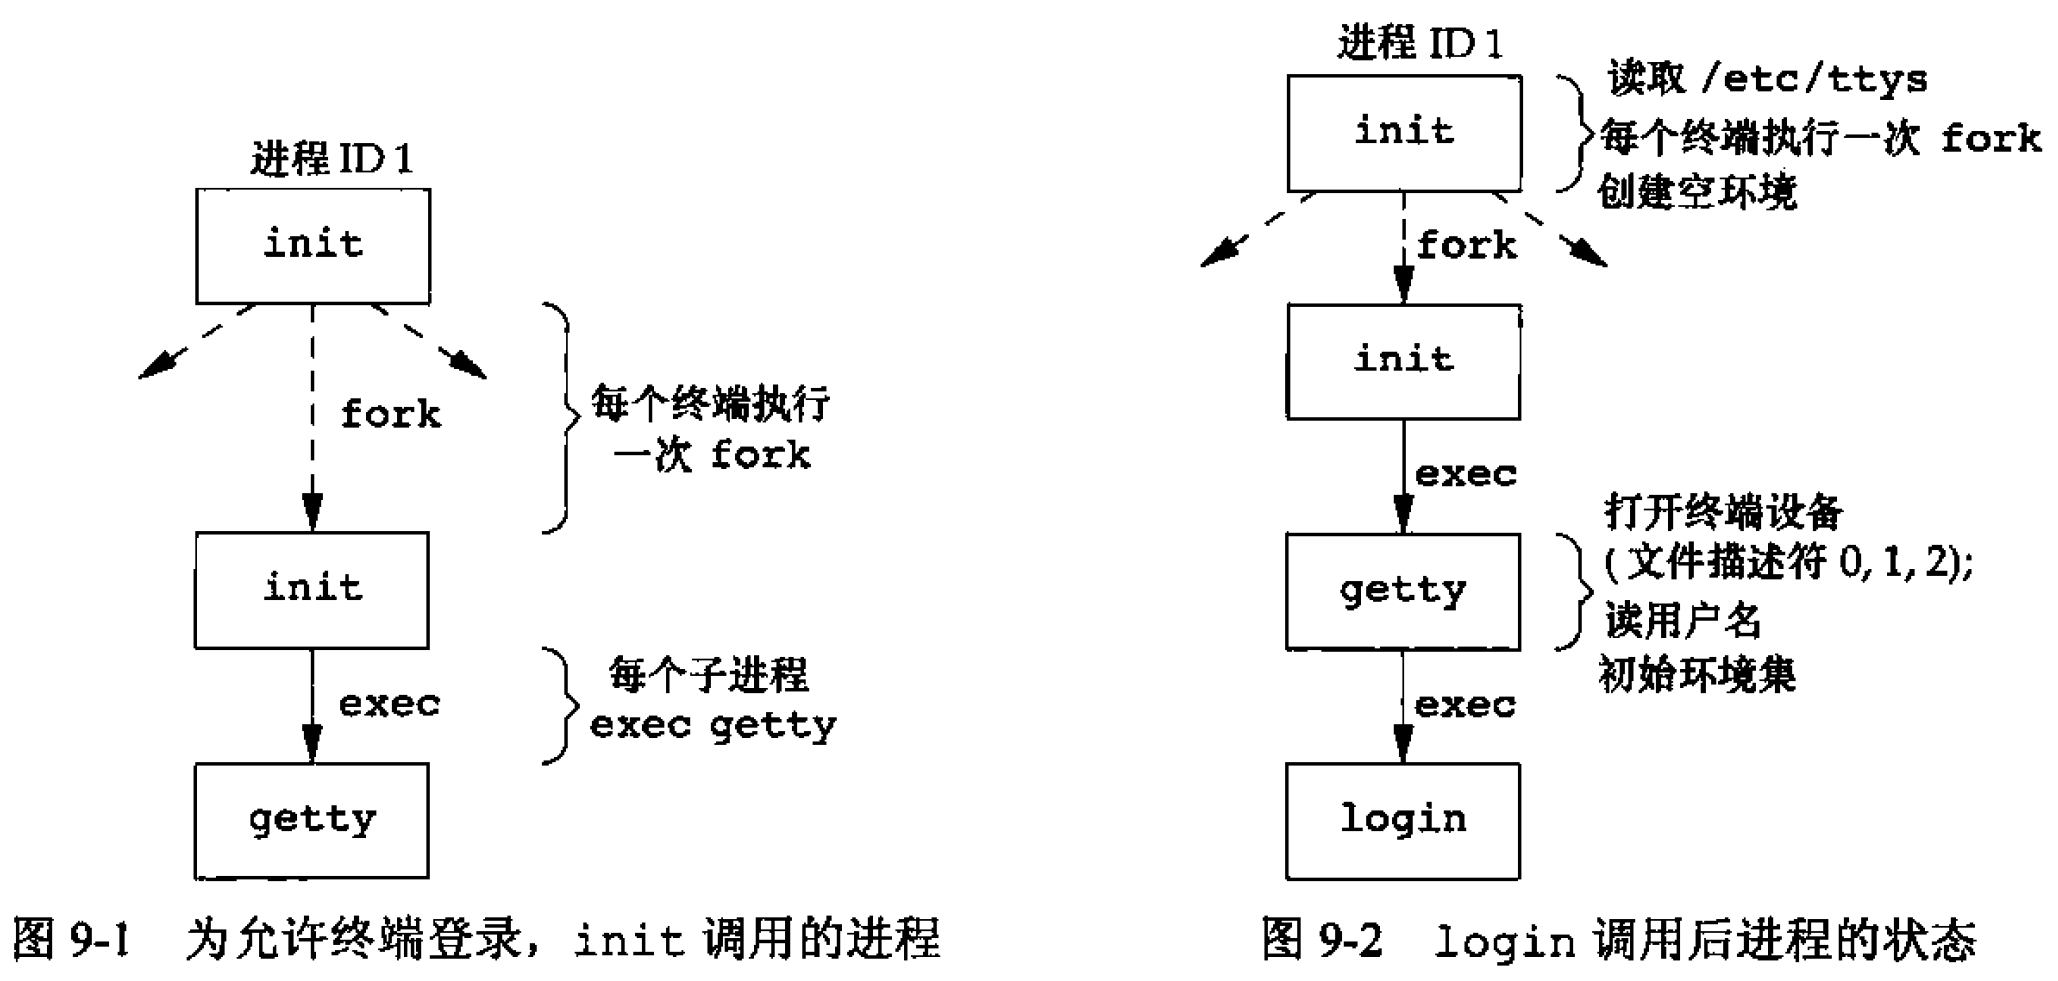 进程 ID 1
init
fork
每个终端执行
一次 fork
init
exec
每个子进程
exec getty
getty
图 9-1 为允许终端登录，init 调用的进程
进程 ID 1
init
读取 /etc/ttys
每个终端执行一次 fork
创建空环境
fork
init
exec
getty
打开终端设备
(文件描述符 0, 1, 2);
读用户名
初始环境集
exec
login
图 9-2 login 调用后进程的状态